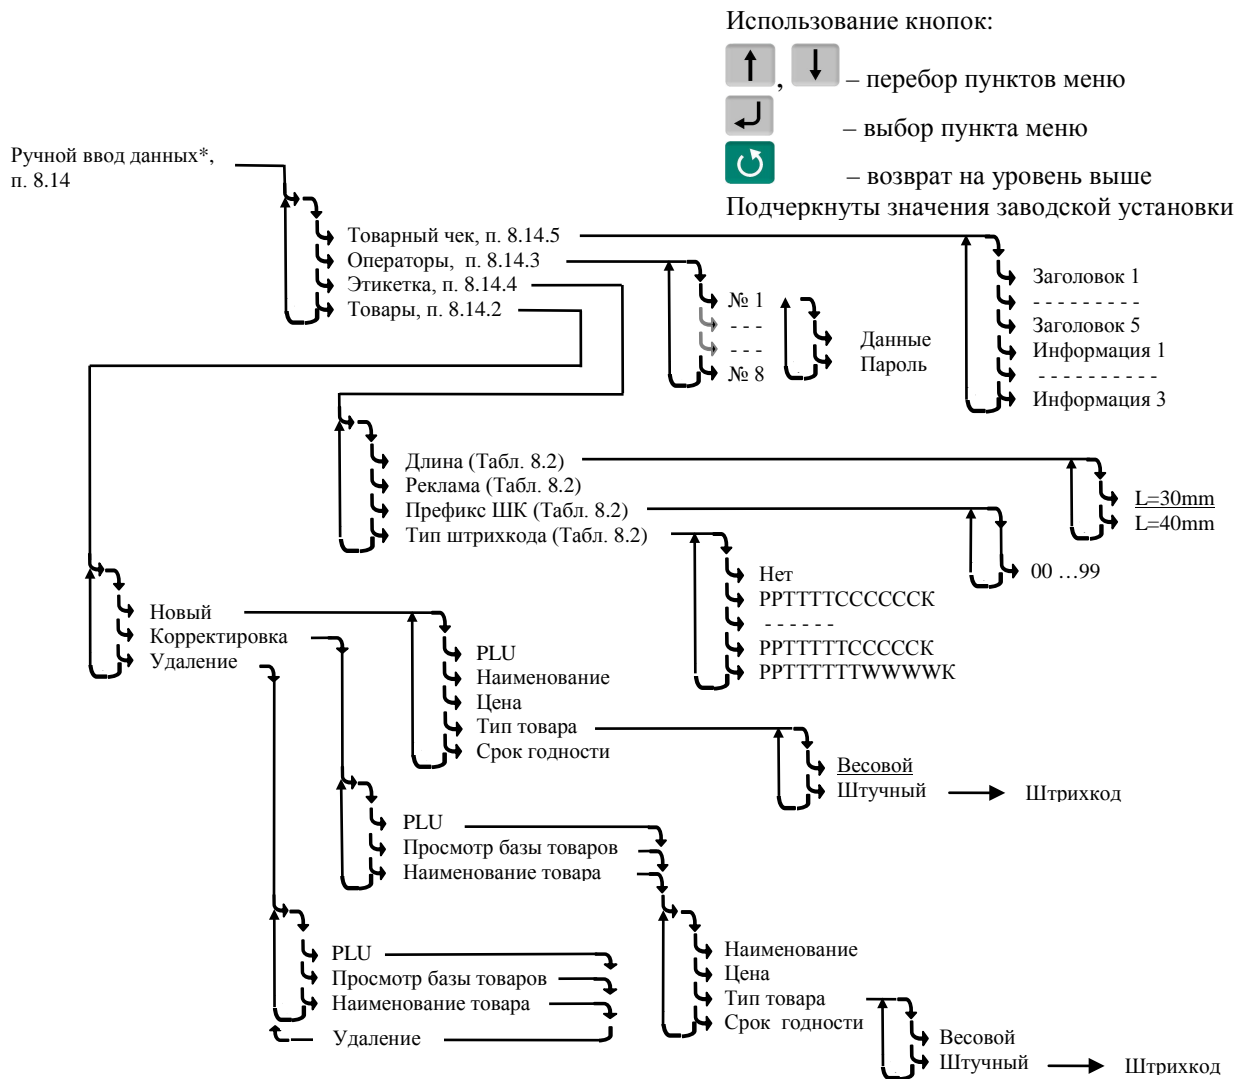 Использование кнопок:
, – перебор пунктов меню
– выбор пункта меню
– возврат на уровень выше
Подчеркнуты значения заводской установки
Ручной ввод данных*,
п. 8.14
Товарный чек, п. 8.14.5
Операторы, п. 8.14.3
Этикетка, п. 8.14.4
Товары, п. 8.14.2
№ 1
- - -
- - -
№ 8
Данные
Пароль
Заголовок 1
- - - - - - - - -
Заголовок 5
Информация 1
- - - - - - - - - -
Информация 3
Длина (Табл. 8.2)
Реклама (Табл. 8.2)
Префикс ШК (Табл. 8.2)
Тип штрихкода (Табл. 8.2)
L=30mm
L=40mm
00 …99
Нет
PPTTTTCCCCCCK
- - - - - -
PPTTTTTCCCCCK
PPTTTTTTWWWWK
Новый
Корректировка
Удаление
PLU
Наименование
Цена
Тип товара
Срок годности
Весовой
Штучный
Штрихкод
PLU
Просмотр базы товаров
Наименование товара
PLU
Просмотр базы товаров
Наименование товара
Удаление
Наименование
Цена
Тип товара
Срок годности
Весовой
Штучный
Штрихкод